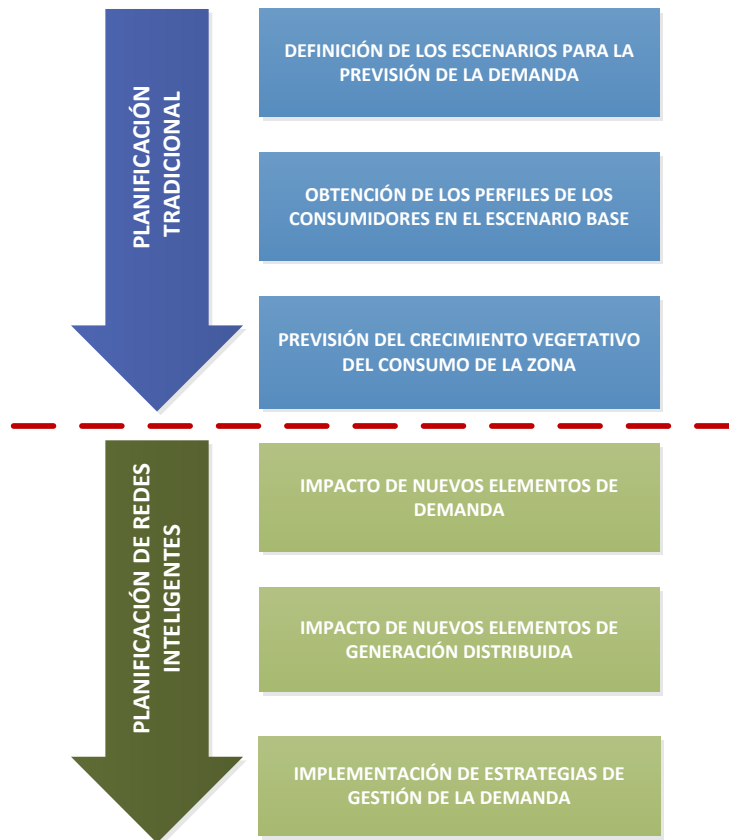 PLANIFICACIÓN
TRADICIONAL
DEFINICIÓN DE LOS ESCENARIOS PARA LA
PREVISIÓN DE LA DEMANDA
OBTENCIÓN DE LOS PERFILES DE LOS
CONSUMIDORES EN EL ESCENARIO BASE
PREVISIÓN DEL CRECIMIENTO VEGETATIVO
DEL CONSUMO DE LA ZONA
PLANIFICACIÓN DE REDES
INTELIGENTES
IMPACTO DE NUEVOS ELEMENTOS DE
DEMANDA
IMPACTO DE NUEVOS ELEMENTOS DE
GENERACIÓN DISTRIBUIDA
IMPLEMENTACIÓN DE ESTRATEGIAS DE
GESTIÓN DE LA DEMANDA